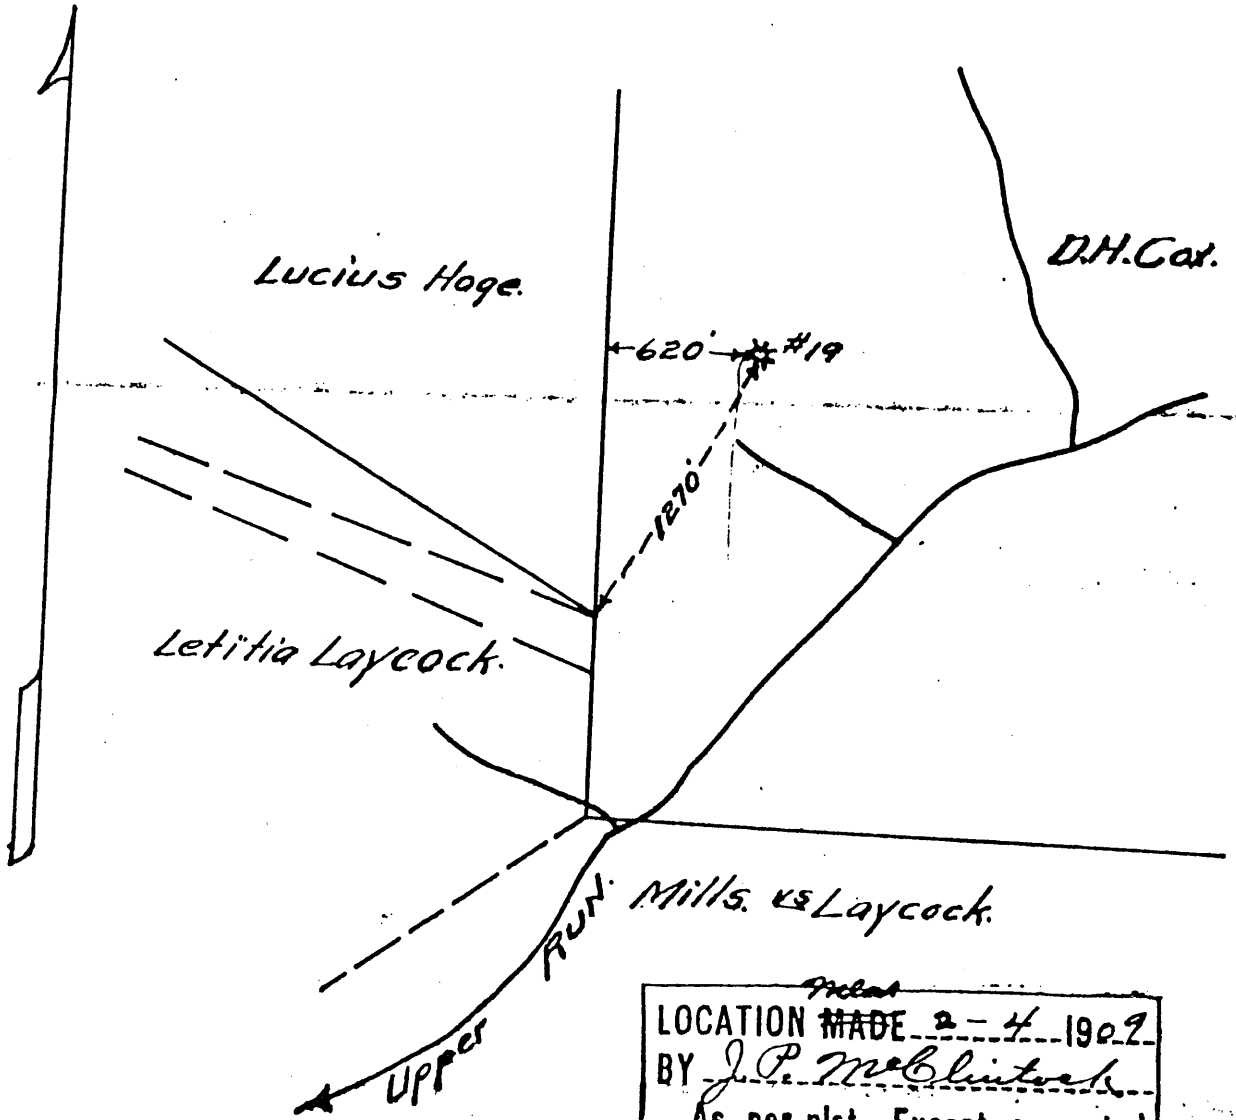 D.H. Cox.
Lucius Hoge.
620' #19
1270'
Letitia Laycock.
Mills. vs Laycock.
Upper Run.
LOCATION MADE 2-4 1909
BY J.P. McClintock